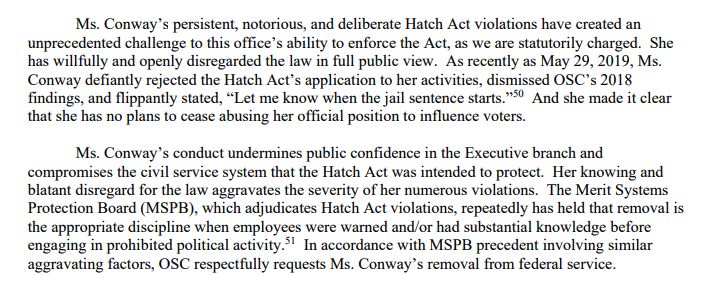 Ms. Conway’s persistent, notorious, and deliberate Hatch Act violations have created an
unprecedented challenge to this office’s ability to enforce the Act, as we are statutorily charged.  She
has willfully and openly disregarded the law in full public view.  As recently as May 29, 2019, Ms.
Conway defiantly rejected the Hatch Act’s application to her activities, dismissed OSC’s 2018
findings, and flippantly stated, “Let me know when the jail sentence starts.”⁵⁰  And she made it clear
that she has no plans to cease abusing her official position to influence voters.
Ms. Conway’s conduct undermines public confidence in the Executive branch and
compromises the civil service system that the Hatch Act was intended to protect.  Her knowing and
blatant disregard for the law aggravates the severity of her numerous violations.  The Merit Systems
Protection Board (MSPB), which adjudicates Hatch Act violations, repeatedly has held that removal is
the appropriate discipline when employees were warned and/or had substantial knowledge before
engaging in prohibited political activity.⁵¹  In accordance with MSPB precedent involving similar
aggravating factors, OSC respectfully requests Ms. Conway’s removal from federal service.